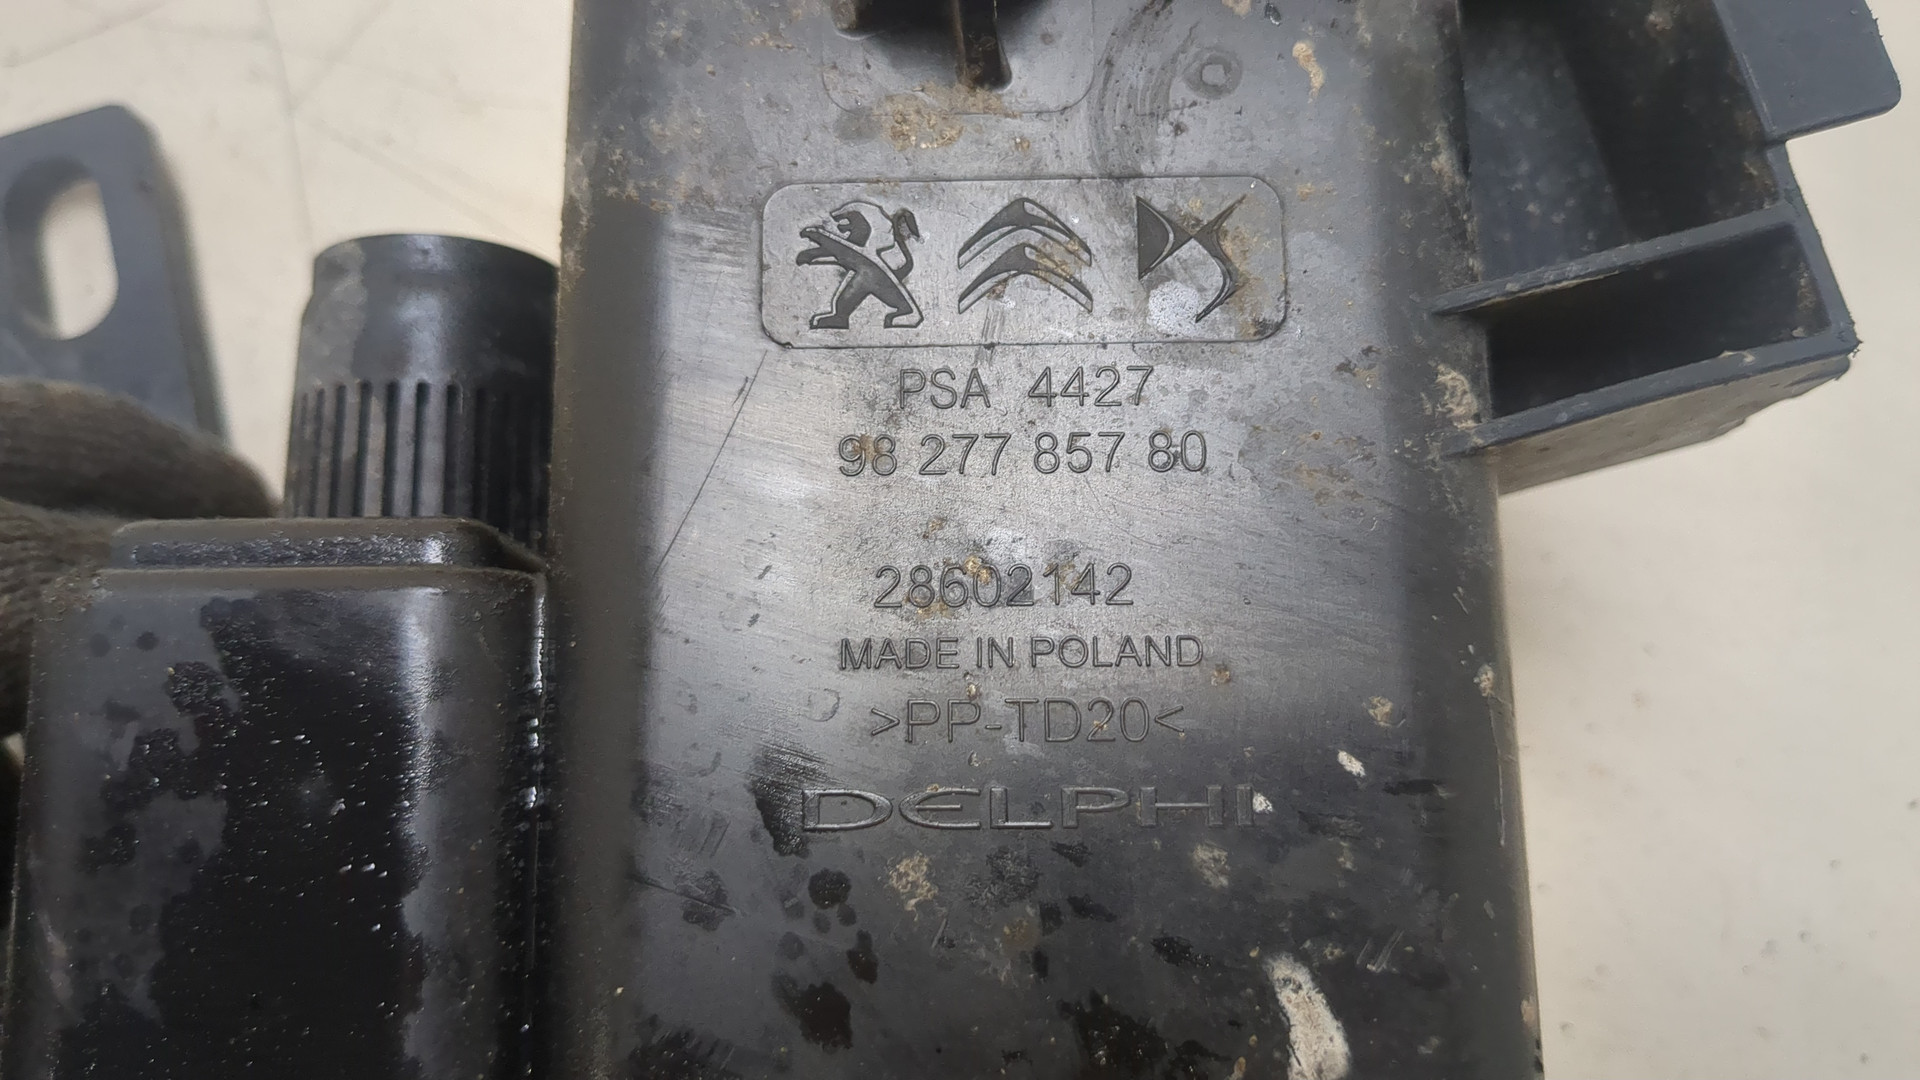 PSA 4427
98 277 857 80
28602142
MADE IN POLAND
>PP-TD20<
DELPHI